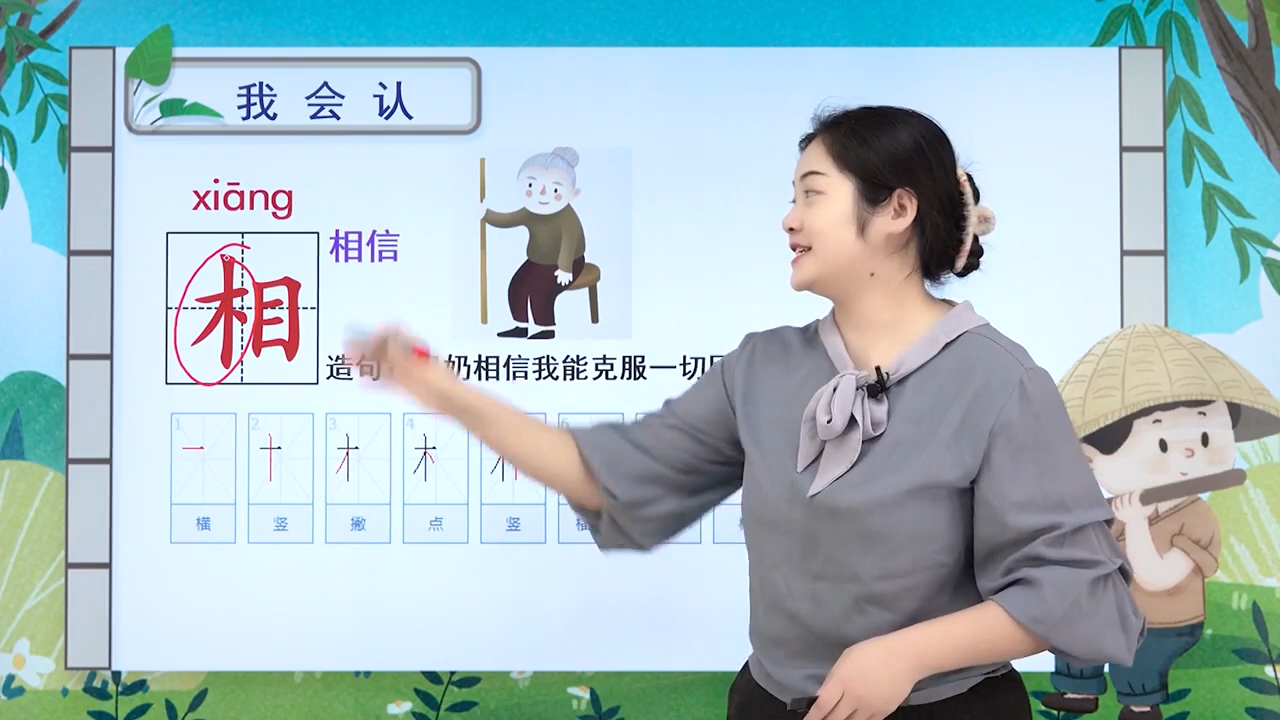 我会认
xiāng
相
相信
造句 奶相信我能克服一切
1 2 3 4 6
横 竖 撇 点 竖